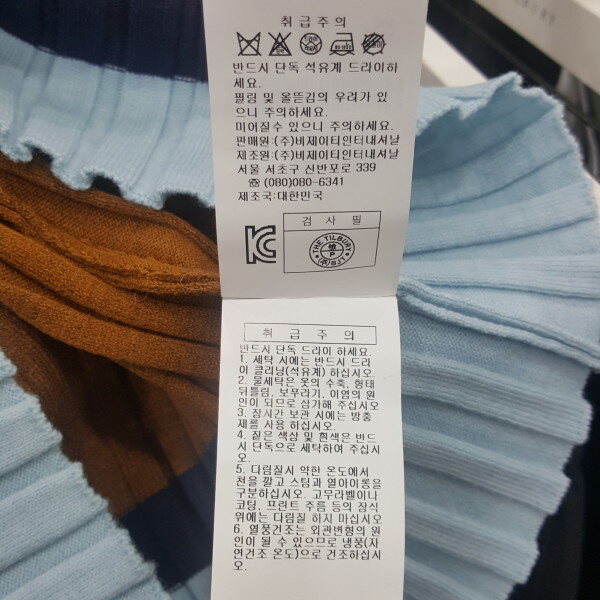 취급주의
반드시 단독 석유계 드라이하
세요.
필링 및 올뜯김의 우려가 있
으니 주의하세요.
미어질수 있으니 주의하세요.
판매원:(주)비제이티인터내셔날
제조원:(주)비제이티인터내셔날
서울 서초구 신반포로 339
☎(080)080-6341
제조국:대한민국
검사필
THE TILBURY
P
(주)BJT
취급주의
반드시 단독 드라이 하세요.
1. 세탁 시에는 반드시 드라
이 클리닝(석유계) 하십시오.
2. 물세탁은 옷의 수축, 형태
뒤틀림, 보푸라기, 이염의 원
인이 되므로 삼가해 주십시오
3. 장시간 보관 시에는 방충
제를 사용 하십시오
4. 짙은 색상 및 흰색은 반드
시 단독으로 세탁하여 주십시
오.
5. 다림질시 약한 온도에서
천을 깔고 스팀과 열아이롱을
구분하십시오. 고무라벨이나
코팅, 프린트 주름 등의 장식
위에는 다림질 하지 마십시오
6. 열풍건조는 외관변형의 원
인이 될 수 있으므로 냉풍(자
연건조 온도)으로 건조하십시
오.